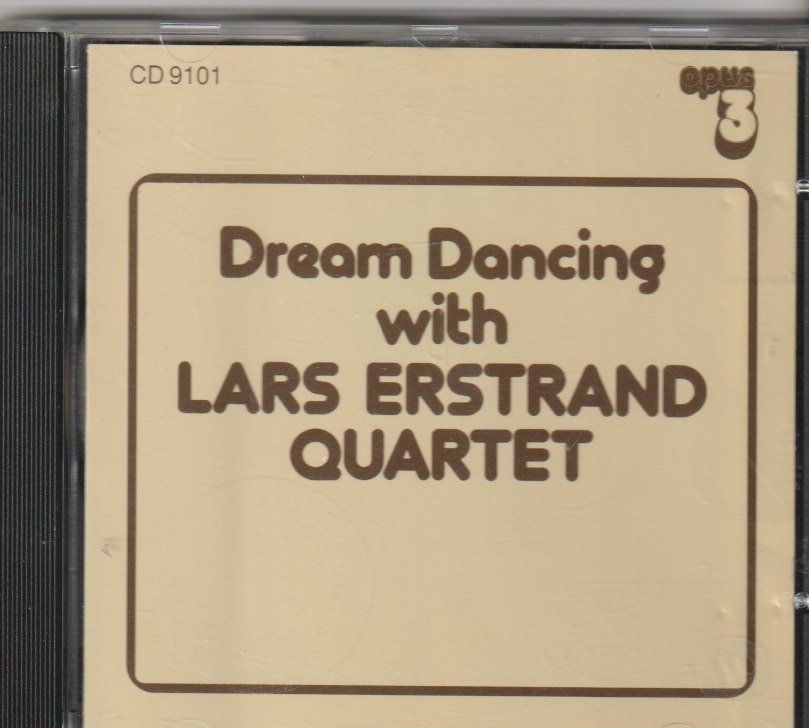 CD 9101
opus
3
Dream Dancing
with
LARS ERSTRAND
QUARTET